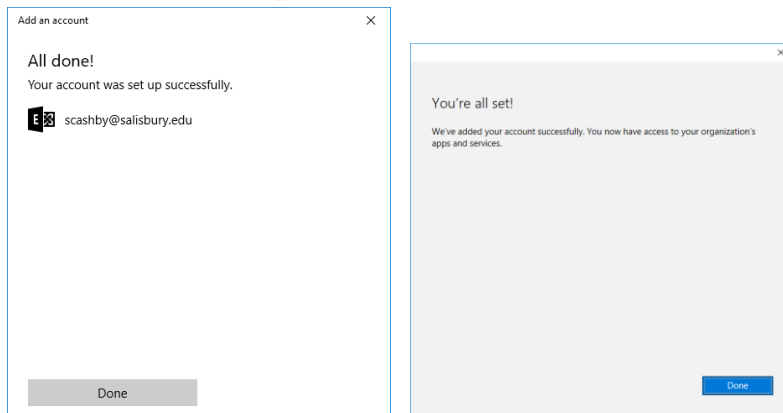 Add an account
All done!
Your account was set up successfully.
E scashby@salisbury.edu
Done
You're all set!
We've added your account successfully. You now have access to your organization's
apps and services.
Done